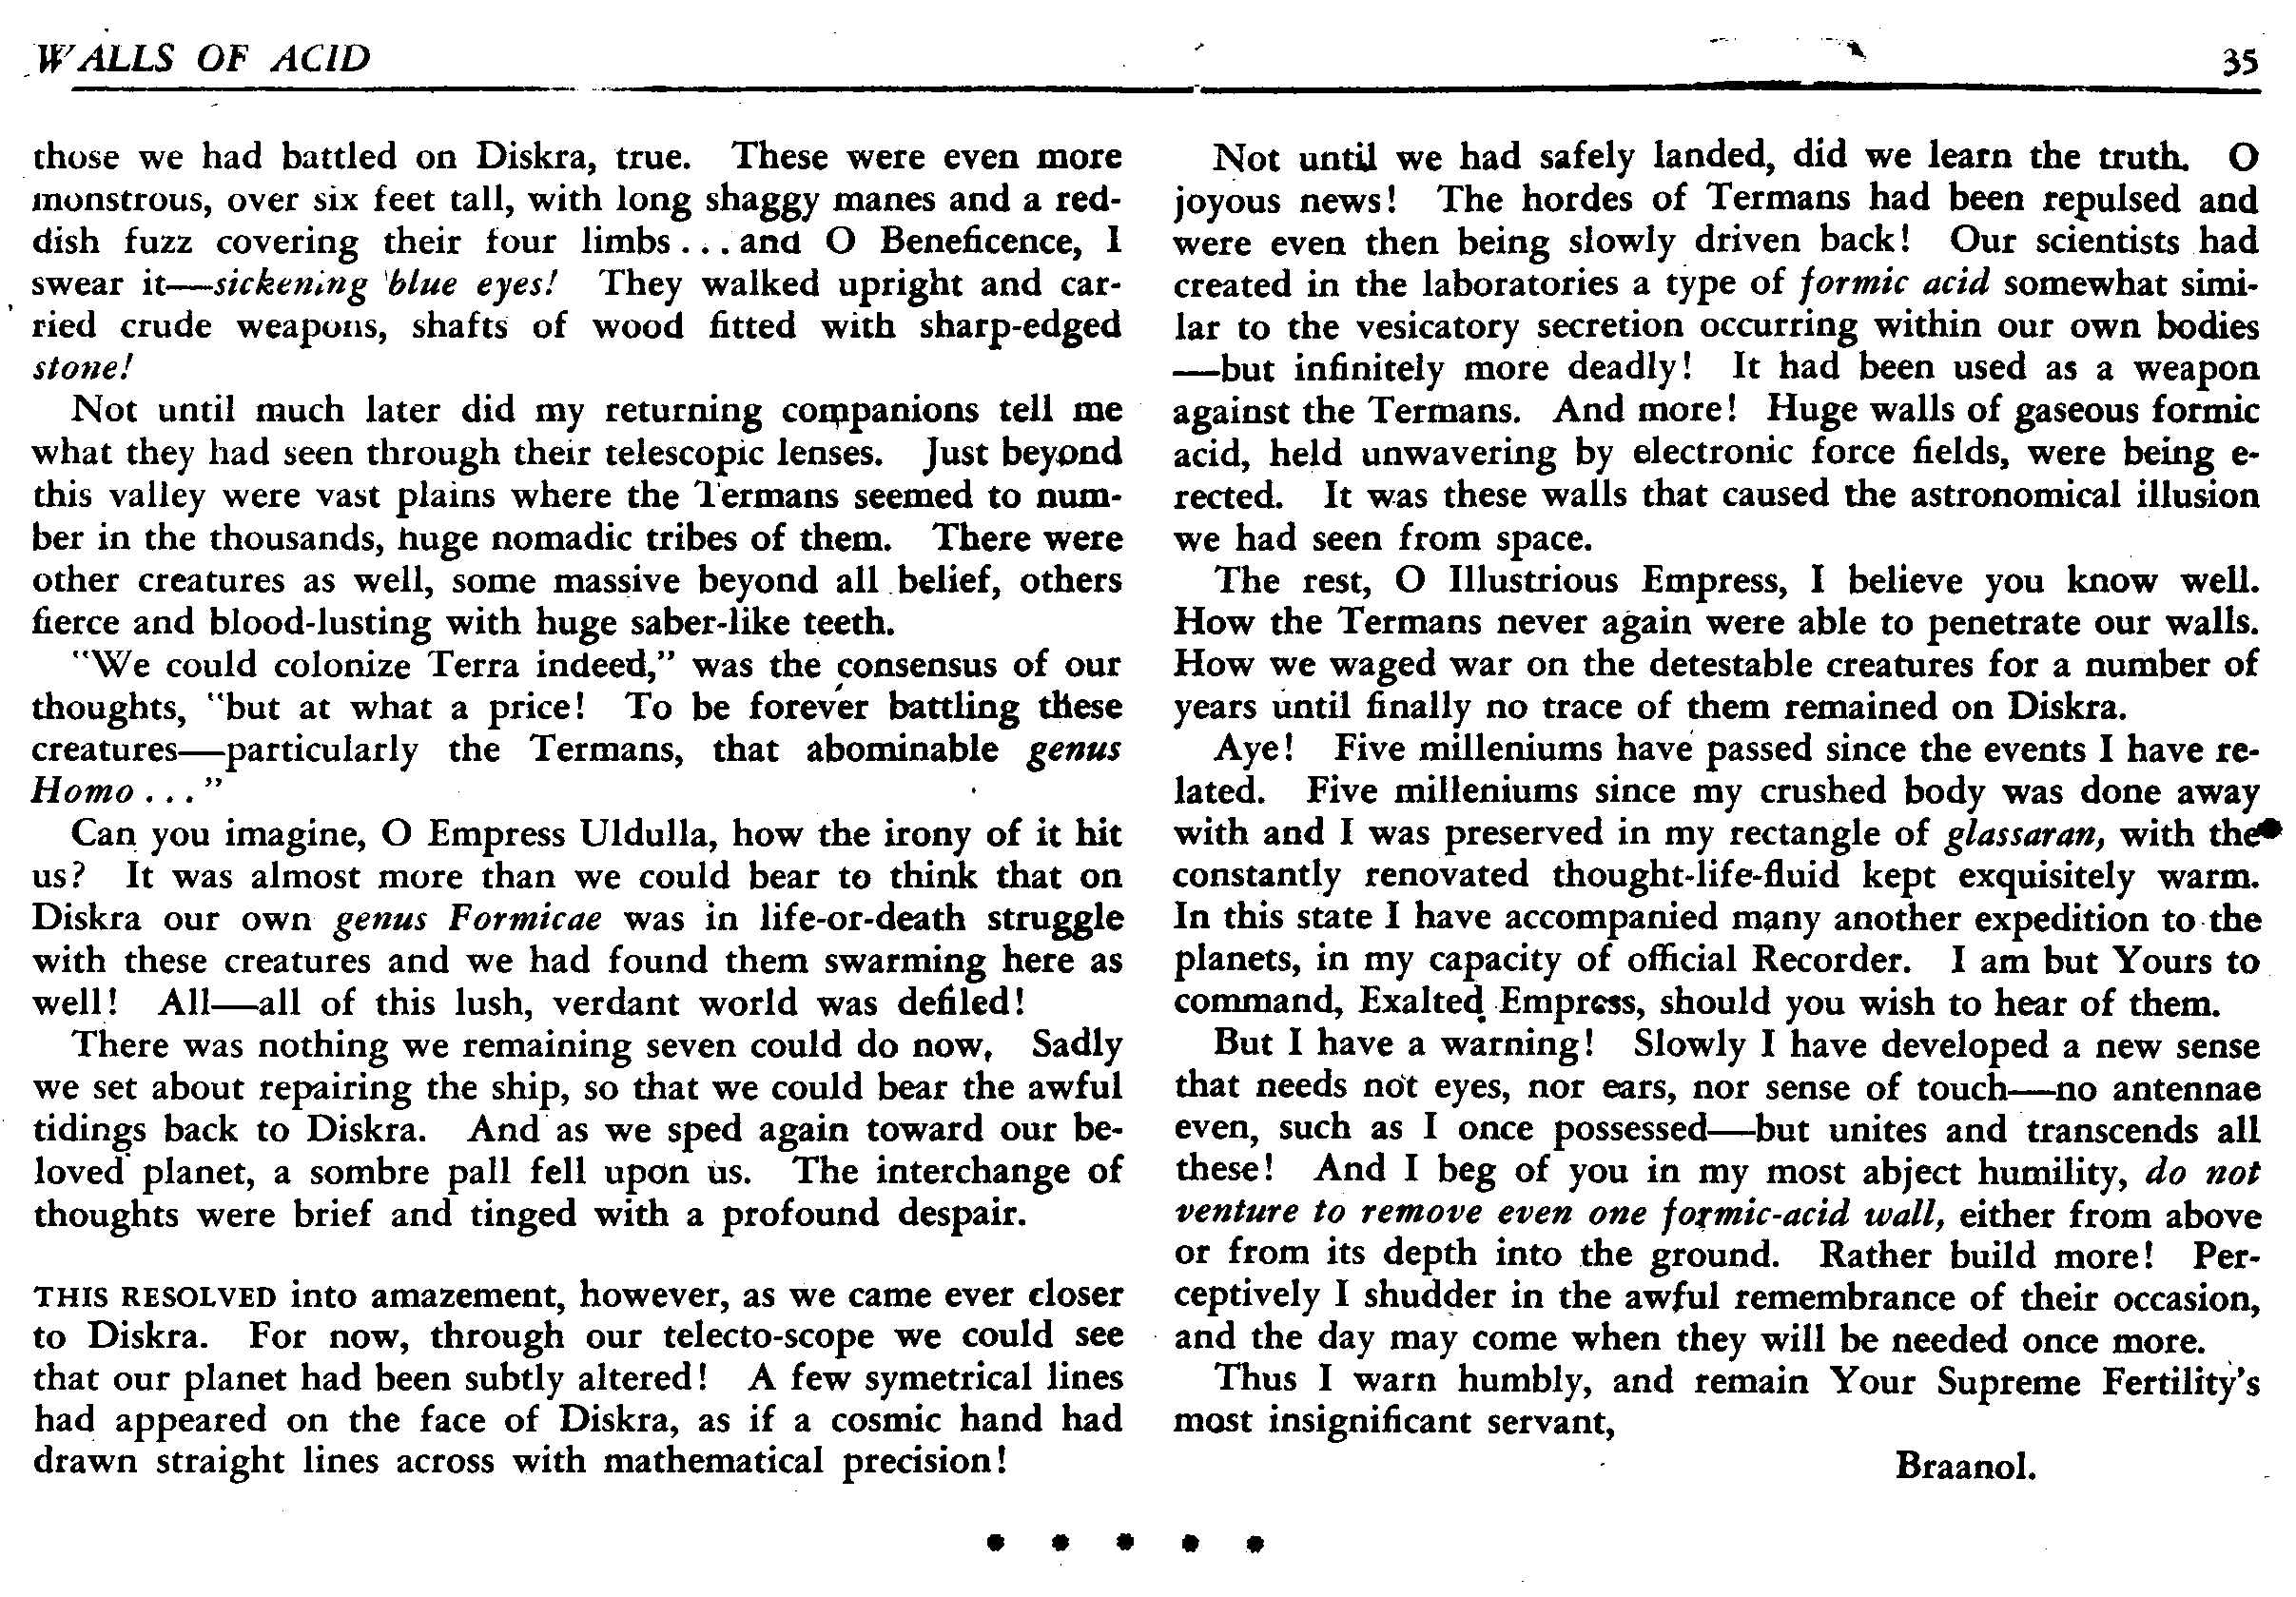 WALLS OF ACID
35
those we had battled on Diskra, true. These were even more
monstrous, over six feet tall, with long shaggy manes and a red-
dish fuzz covering their four limbs . . . and O Beneficence, I
swear it—sickening blue eyes! They walked upright and car-
ried crude weapons, shafts of wood fitted with sharp-edged
stone!
Not until much later did my returning companions tell me
what they had seen through their telescopic lenses. Just beyond
this valley were vast plains where the Termans seemed to num-
ber in the thousands, huge nomadic tribes of them. There were
other creatures as well, some massive beyond all belief, others
fierce and blood-lusting with huge saber-like teeth.
"We could colonize Terra indeed," was the consensus of our
thoughts, "but at what a price! To be forever battling these
creatures—particularly the Termans, that abominable genus
Homo . . . "
Can you imagine, O Empress Uldulla, how the irony of it hit
us? It was almost more than we could bear to think that on
Diskra our own genus Formicae was in life-or-death struggle
with these creatures and we had found them swarming here as
well! All—all of this lush, verdant world was defiled!
There was nothing we remaining seven could do now, Sadly
we set about repairing the ship, so that we could bear the awful
tidings back to Diskra. And as we sped again toward our be-
loved planet, a sombre pall fell upon us. The interchange of
thoughts were brief and tinged with a profound despair.
THIS RESOLVED into amazement, however, as we came ever closer
to Diskra. For now, through our telecto-scope we could see
that our planet had been subtly altered! A few symetrical lines
had appeared on the face of Diskra, as if a cosmic hand had
drawn straight lines across with mathematical precision!
Not until we had safely landed, did we learn the truth. O
joyous news! The hordes of Termans had been repulsed and
were even then being slowly driven back! Our scientists had
created in the laboratories a type of formic acid somewhat simi-
lar to the vesicatory secretion occurring within our own bodies
—but infinitely more deadly! It had been used as a weapon
against the Termans. And more! Huge walls of gaseous formic
acid, held unwavering by electronic force fields, were being e-
rected. It was these walls that caused the astronomical illusion
we had seen from space.
The rest, O Illustrious Empress, I believe you know well.
How the Termans never again were able to penetrate our walls.
How we waged war on the detestable creatures for a number of
years until finally no trace of them remained on Diskra.
Aye! Five milleniums have passed since the events I have re-
lated. Five milleniums since my crushed body was done away
with and I was preserved in my rectangle of glassaran, with the
constantly renovated thought-life-fluid kept exquisitely warm.
In this state I have accompanied many another expedition to the
planets, in my capacity of official Recorder. I am but Yours to
command, Exalted Empress, should you wish to hear of them.
But I have a warning! Slowly I have developed a new sense
that needs not eyes, nor ears, nor sense of touch—no antennae
even, such as I once possessed—but unites and transcends all
these! And I beg of you in my most abject humility, do not
venture to remove even one formic-acid wall, either from above
or from its depth into the ground. Rather build more! Per-
ceptively I shudder in the awful remembrance of their occasion,
and the day may come when they will be needed once more.
Thus I warn humbly, and remain Your Supreme Fertility's
most insignificant servant,
Braanol.